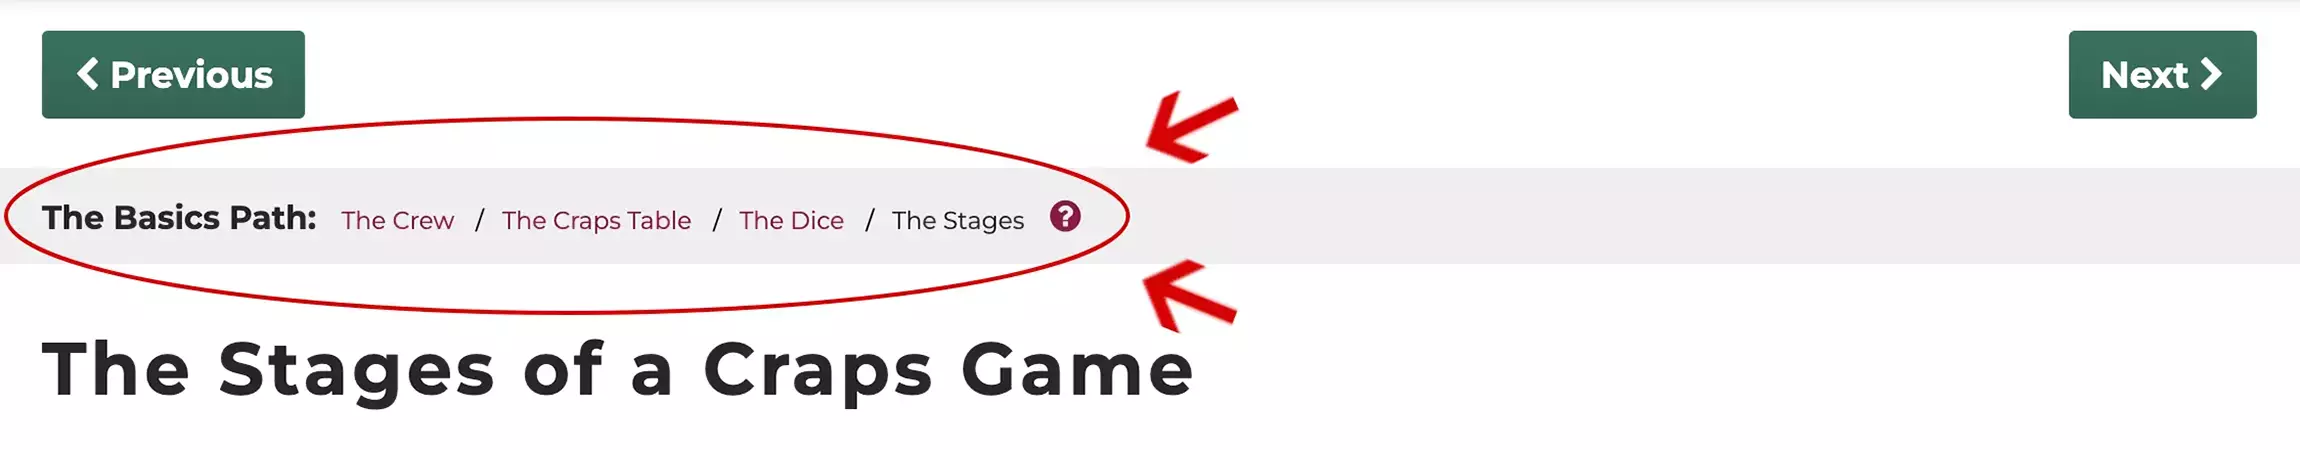 Previous
Next
The Basics Path: The Crew / The Craps Table / The Dice / The Stages ?
The Stages of a Craps Game